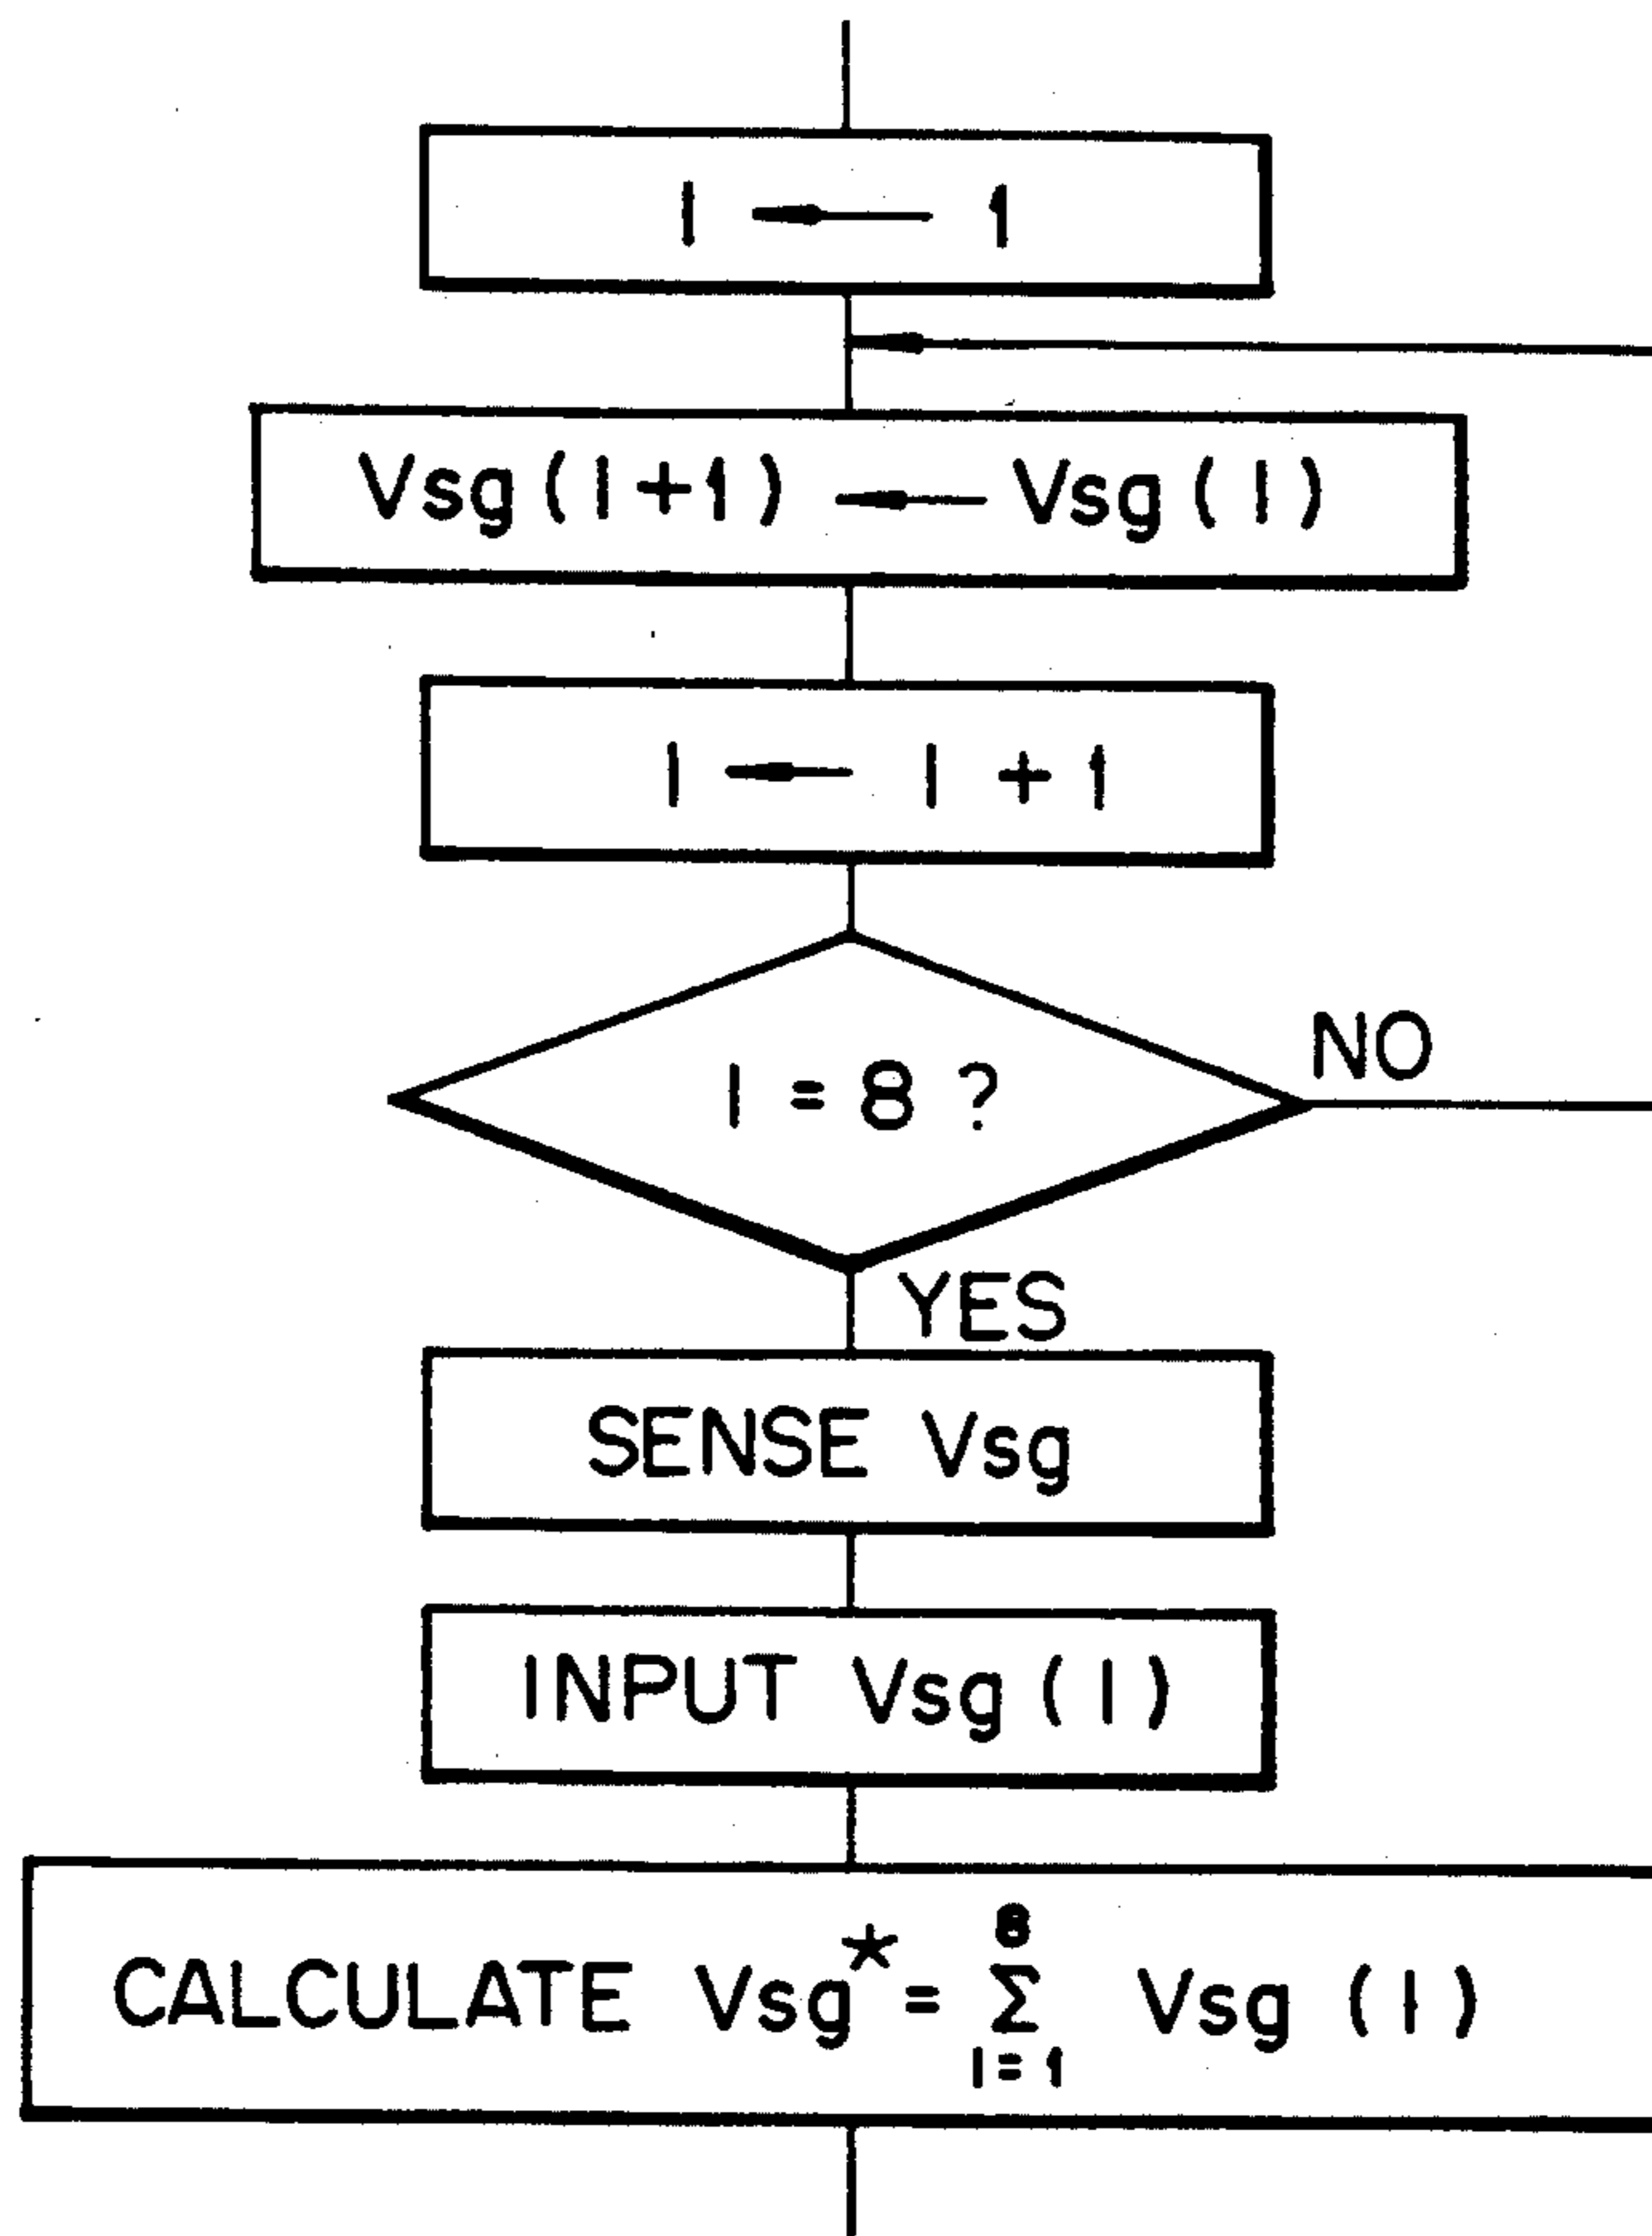 I ← 1
Vsg(I+1) ← Vsg(I)
I ← I + 1
I = 8 ?
NO
YES
SENSE Vsg
INPUT Vsg(I)
8
CALCULATE Vsg* = Σ Vsg (I)
I=1